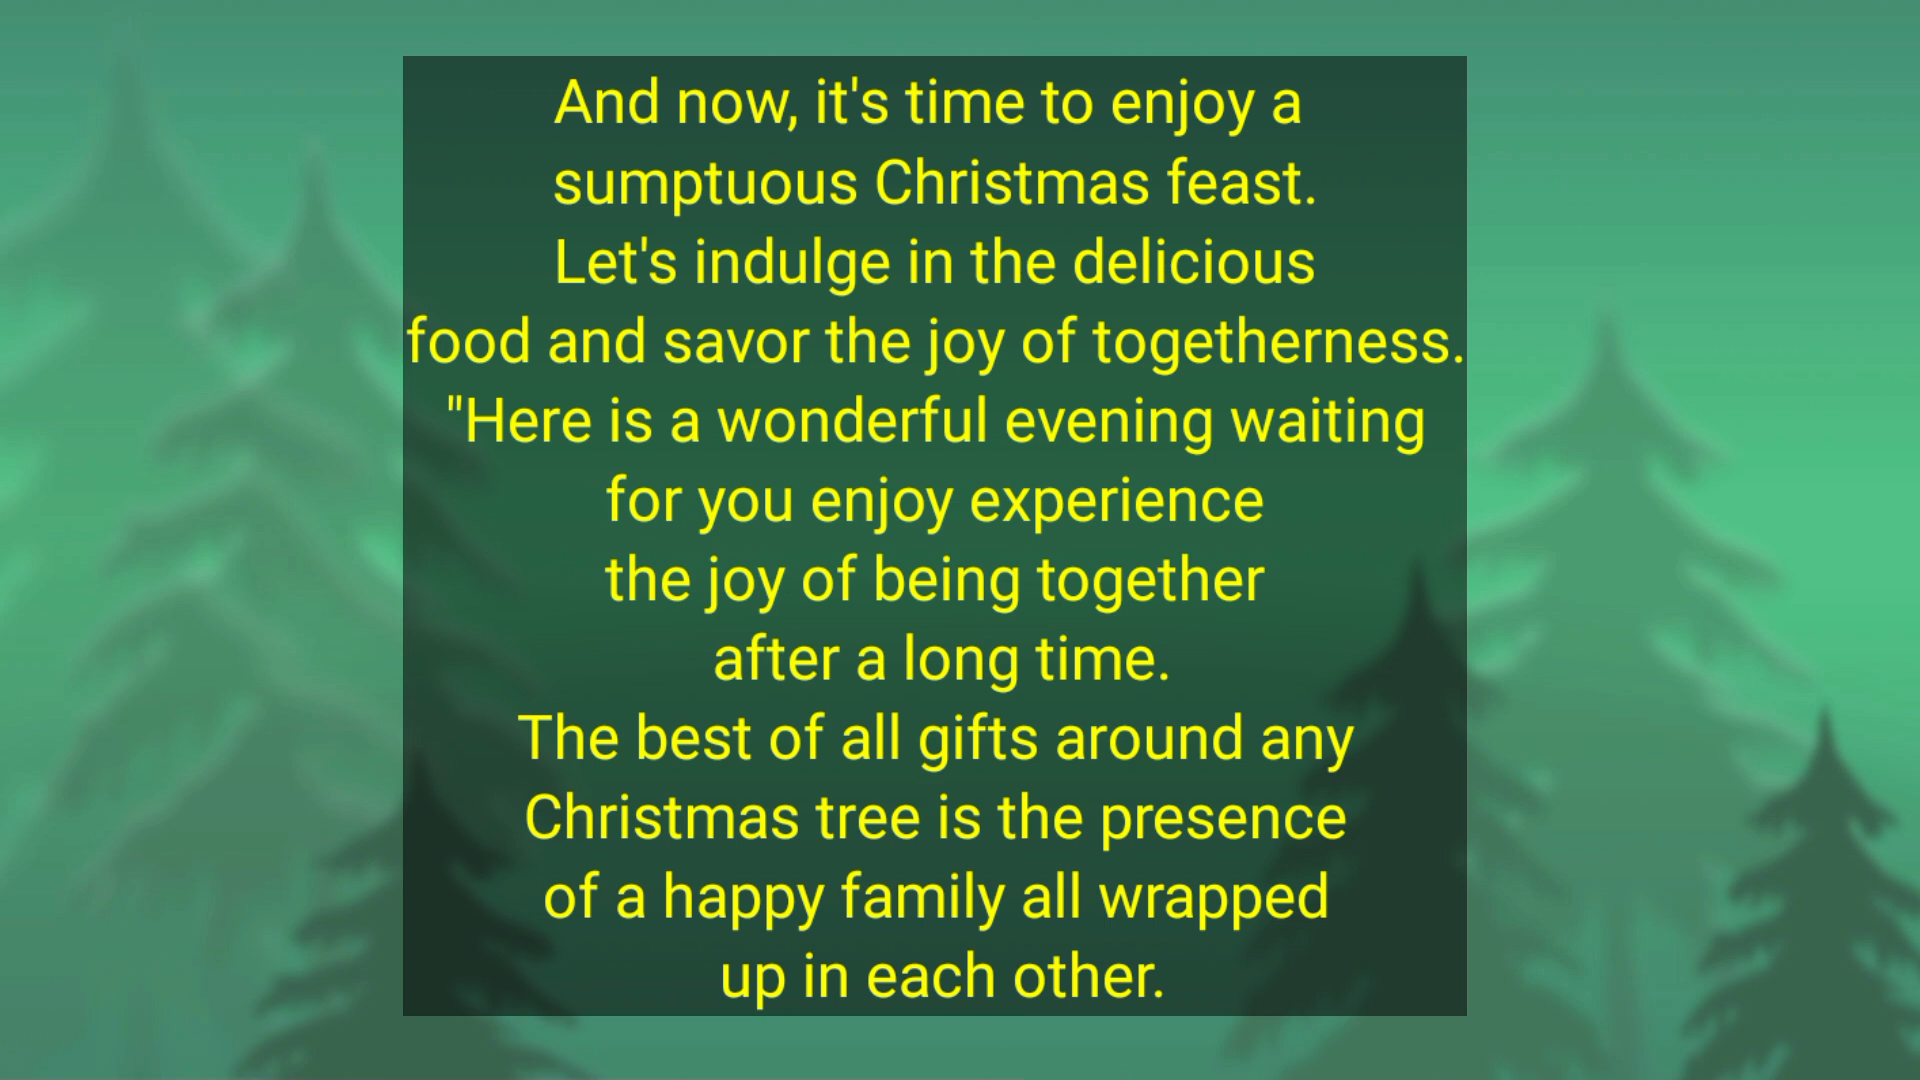 And now, it's time to enjoy a
sumptuous Christmas feast.
Let's indulge in the delicious
food and savor the joy of togetherness.
"Here is a wonderful evening waiting
for you enjoy experience
the joy of being together
after a long time.
The best of all gifts around any
Christmas tree is the presence
of a happy family all wrapped
up in each other.